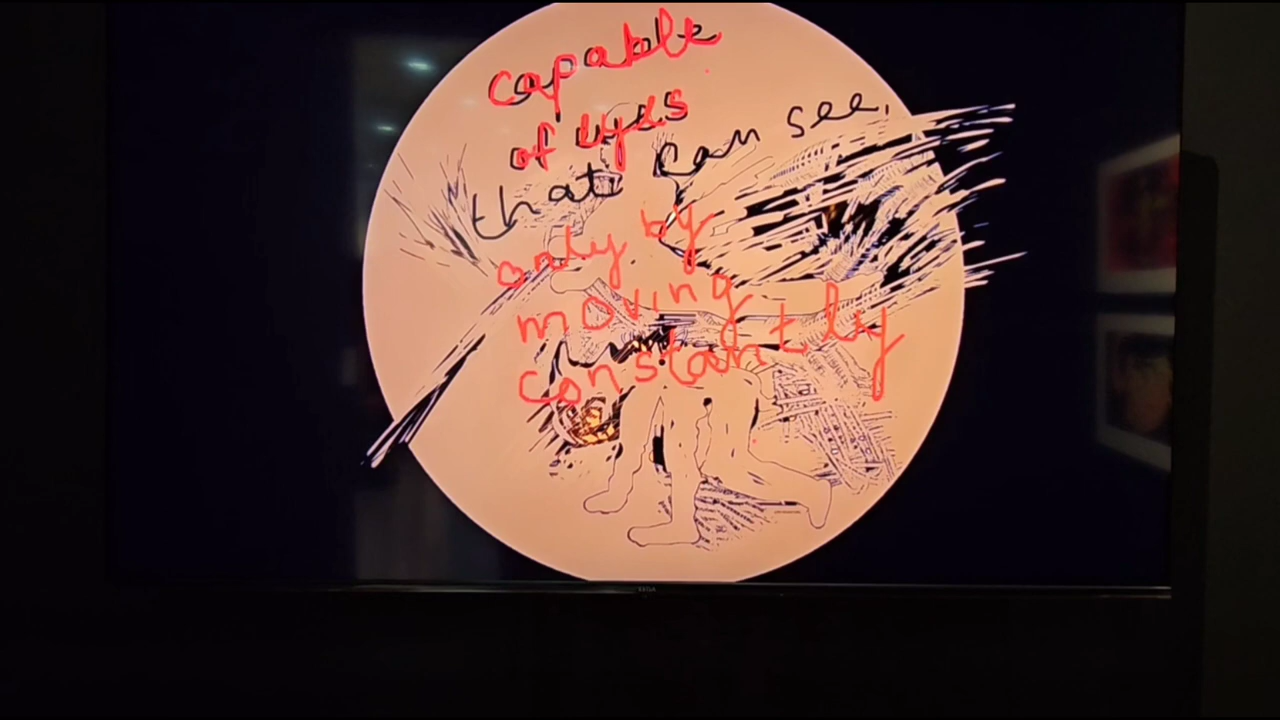 capable
of eyes
that can see,
only by
moving
constantly